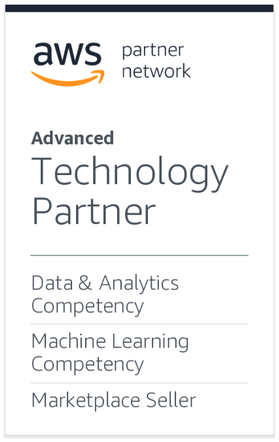 aws partner
network
Advanced
Technology
Partner
Data & Analytics
Competency
Machine Learning
Competency
Marketplace Seller